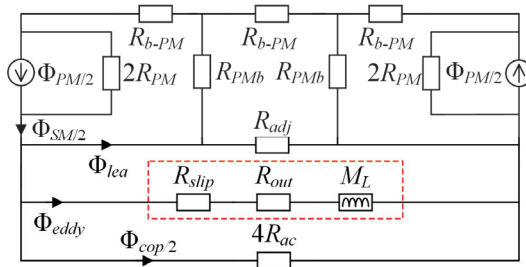 R_b-PM R_b-PM R_b-PM
Φ_PM/2 2R_PM R_PMb R_PMb 2R_PM Φ_PM/2
Φ_SM/2 R_adj
Φ_lea
R_slip R_out M_L
Φ_eddy
Φ_cop/2 4R_ac